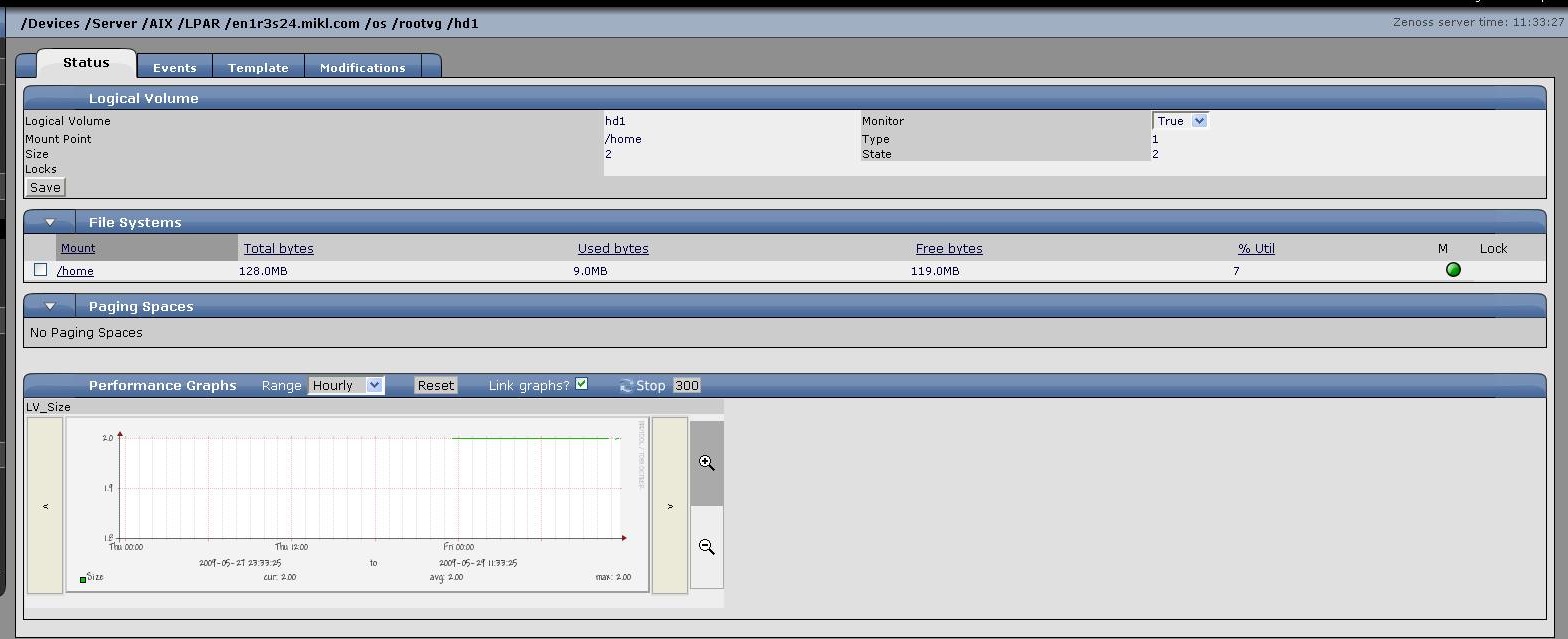 /Devices /Server /AIX /LPAR /en1r3s24.mikl.com /os /rootvg /hd1
Zenoss server time: 11:33:27
Status Events Template Modifications
Logical Volume
Logical Volume hd1 Monitor True
Mount Point /home Type 1
Size 2 State 2
Locks
Save
File Systems
Mount Total bytes Used bytes Free bytes % Util M Lock
/home 128.0MB 9.0MB 119.0MB 7
Paging Spaces
No Paging Spaces
Performance Graphs Range Hourly Reset Link graphs? Stop 300
LV_Size
2.0
1.9
1.8
Thu 00:00 Thu 12:00 Fri 00:00
2009-05-27 23:33:25 to 2009-05-29 11:33:25
Size cur: 2.00 avg: 2.00 max: 2.00
< >